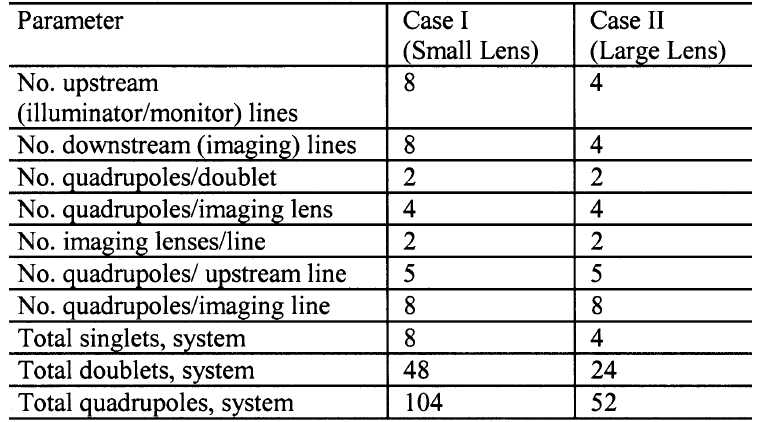 Parameter Case I Case II
(Small Lens) (Large Lens)
No. upstream 8 4
(illuminator/monitor) lines
No. downstream (imaging) lines 8 4
No. quadrupoles/doublet 2 2
No. quadrupoles/imaging lens 4 4
No. imaging lenses/line 2 2
No. quadrupoles/ upstream line 5 5
No. quadrupoles/imaging line 8 8
Total singlets, system 8 4
Total doublets, system 48 24
Total quadrupoles, system 104 52